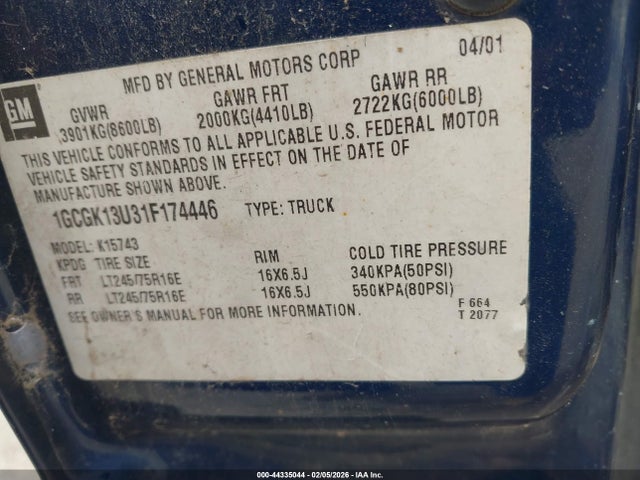 MFD BY GENERAL MOTORS CORP 04/01
GM
GVWR GAWR FRT GAWR RR
3901KG(8600LB) 2000KG(4410LB) 2722KG(6000LB)
THIS VEHICLE CONFORMS TO ALL APPLICABLE U.S. FEDERAL MOTOR
VEHICLE SAFETY STANDARDS IN EFFECT ON THE DATE OF
MANUFACTURE SHOWN ABOVE.
1GCGK13U31F174446 TYPE: TRUCK
MODEL: K15743
KPDG TIRE SIZE RIM COLD TIRE PRESSURE
FRT LT245/75R16E 16X6.5J 340KPA(50PSI)
RR LT245/75R16E 16X6.5J 550KPA(80PSI)
SEE OWNER'S MANUAL FOR MORE INFORMATION.
F 664
T 2077
000-44335044 - 02/05/2026 - IAA Inc.